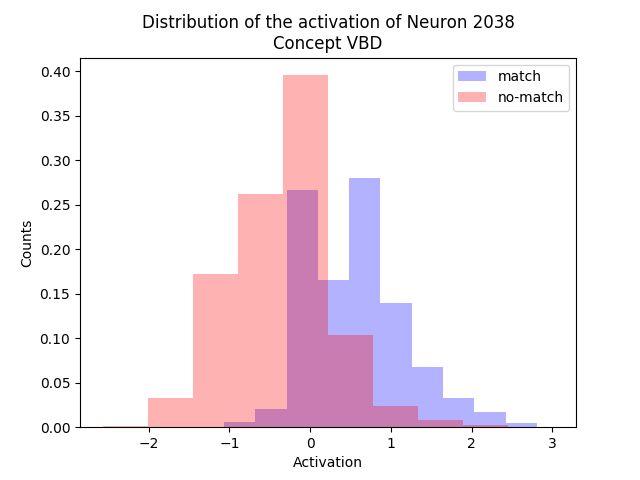 Distribution of the activation of Neuron 2038
Concept VBD
match
no-match
0.40
0.35
0.30
0.25
0.20
0.15
0.10
0.05
0.00
Counts
−2
−1
0
1
2
3
Activation